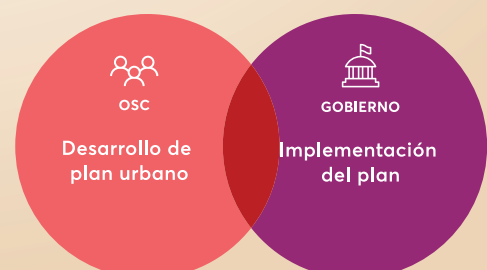 OSC
Desarrollo de
plan urbano
GOBIERNO
Implementación
del plan